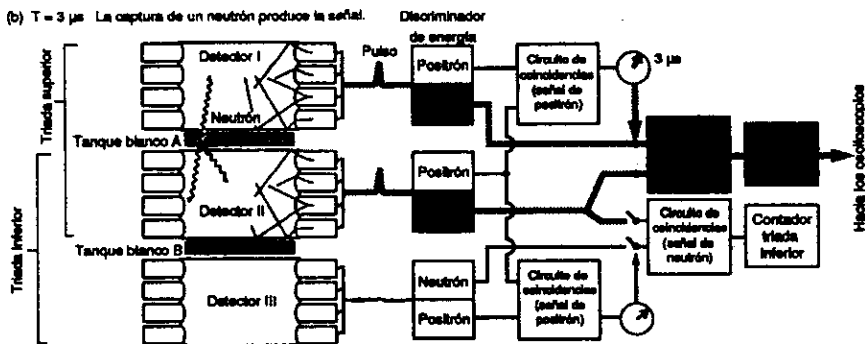 (b) T = 3 µs La captura de un neutrón produce la señal.
Discriminador
de energía
Tríada superior
Detector I
Neutrón
Pulso
Positrón
Circuito de
coincidencias
(señal de
positrón)
3 µs
Tanque blanco A
Tríada inferior
Detector II
Positrón
Hacia los osciloscopios
Tanque blanco B
Circuito de
coincidencias
(señal de
neutrón)
Contador
tríada
inferior
Detector III
Neutrón
Positrón
Circuito de
coincidencias
(señal de
positrón)